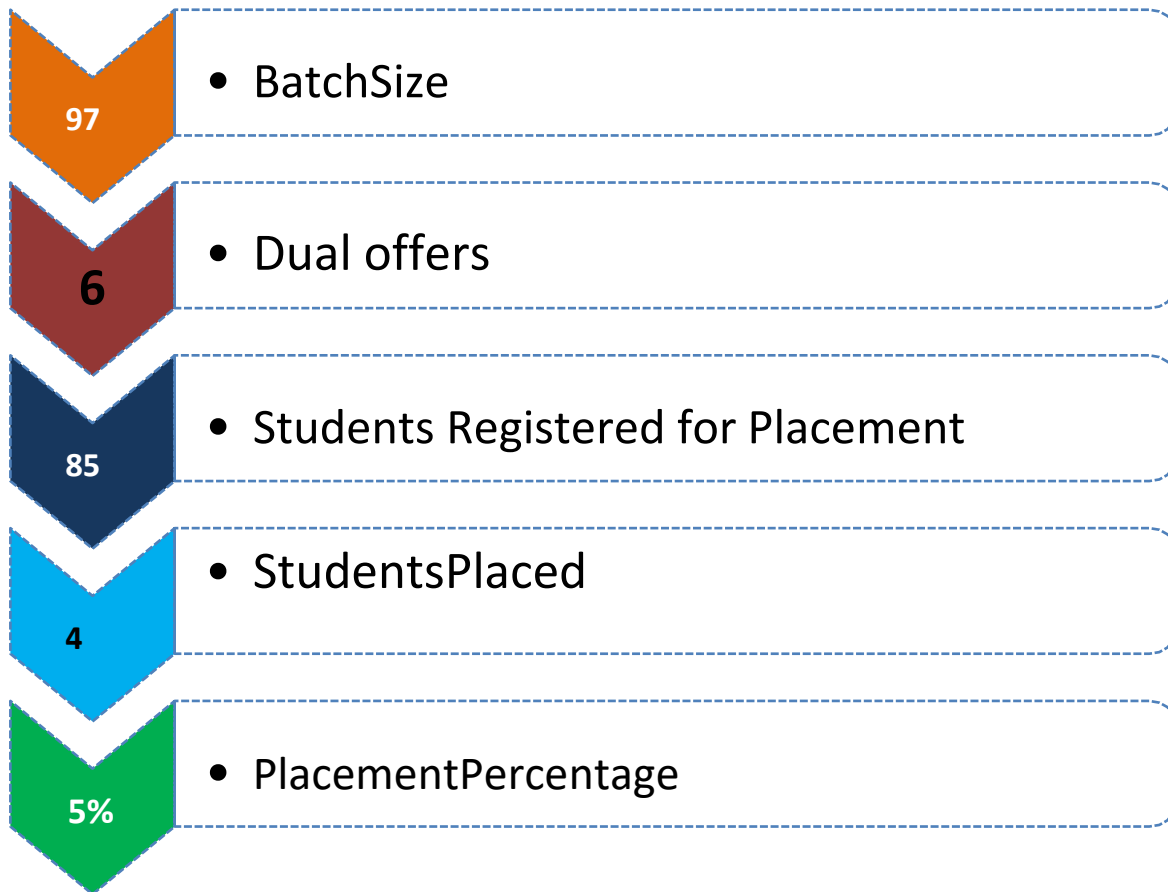 97
• BatchSize
6
• Dual offers
85
• Students Registered for Placement
4
• StudentsPlaced
5%
• PlacementPercentage